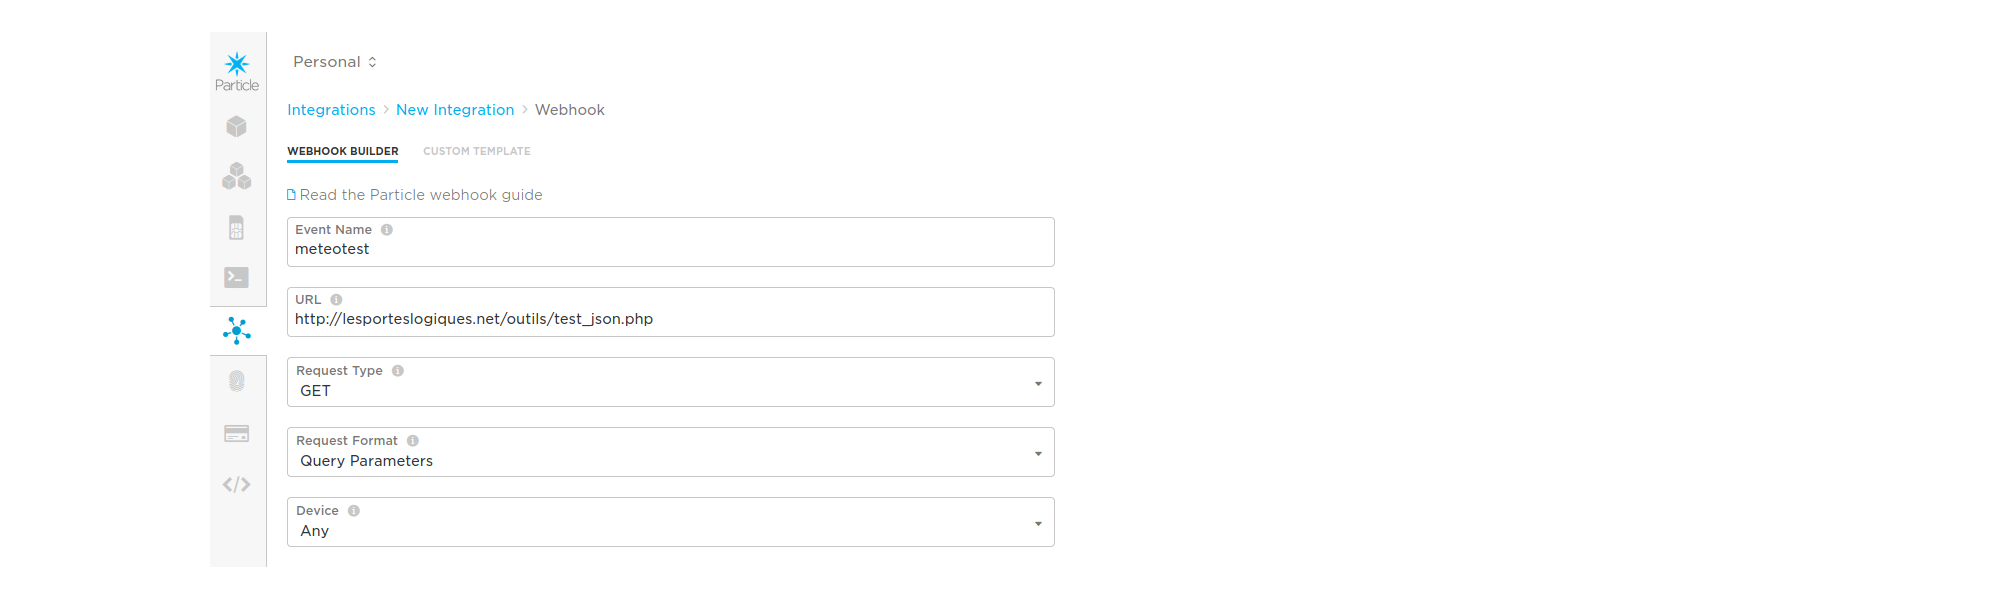 Particle
Personal
Integrations > New Integration > Webhook
WEBHOOK BUILDER CUSTOM TEMPLATE
Read the Particle webhook guide
Event Name
meteotest
URL
http://lesporteslogiques.net/outils/test_json.php
Request Type
GET
Request Format
Query Parameters
Device
Any